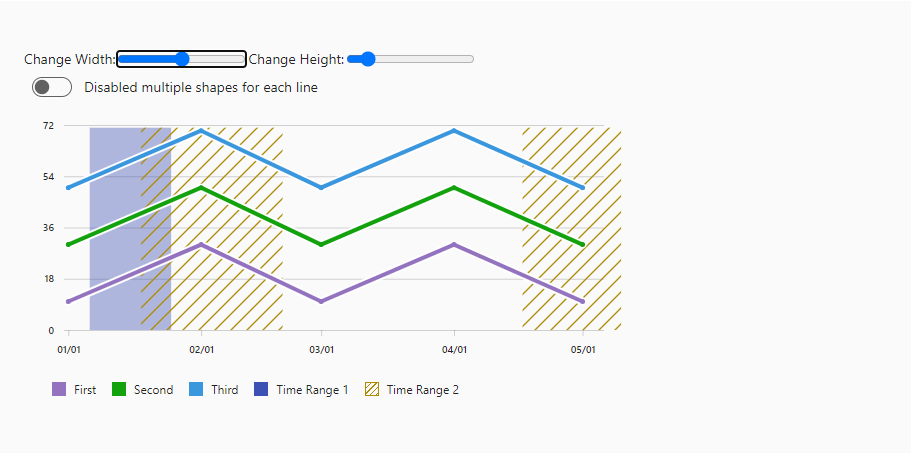 Change Width: Change Height:
Disabled multiple shapes for each line
72
54
36
18
0
01/01 02/01 03/01 04/01 05/01
First Second Third Time Range 1 Time Range 2